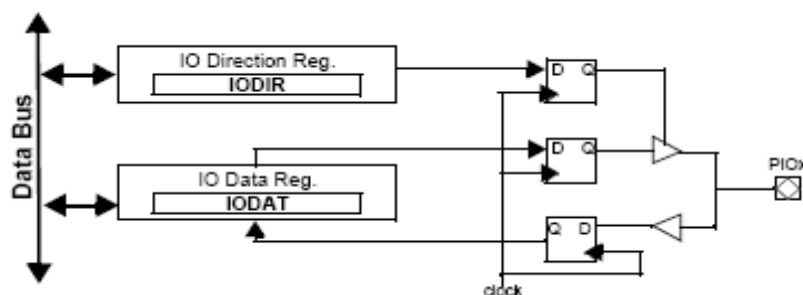 Data Bus
IO Direction Reg.
IODIR
D Q
D Q
PIOx
IO Data Reg.
IODAT
Q D
clock